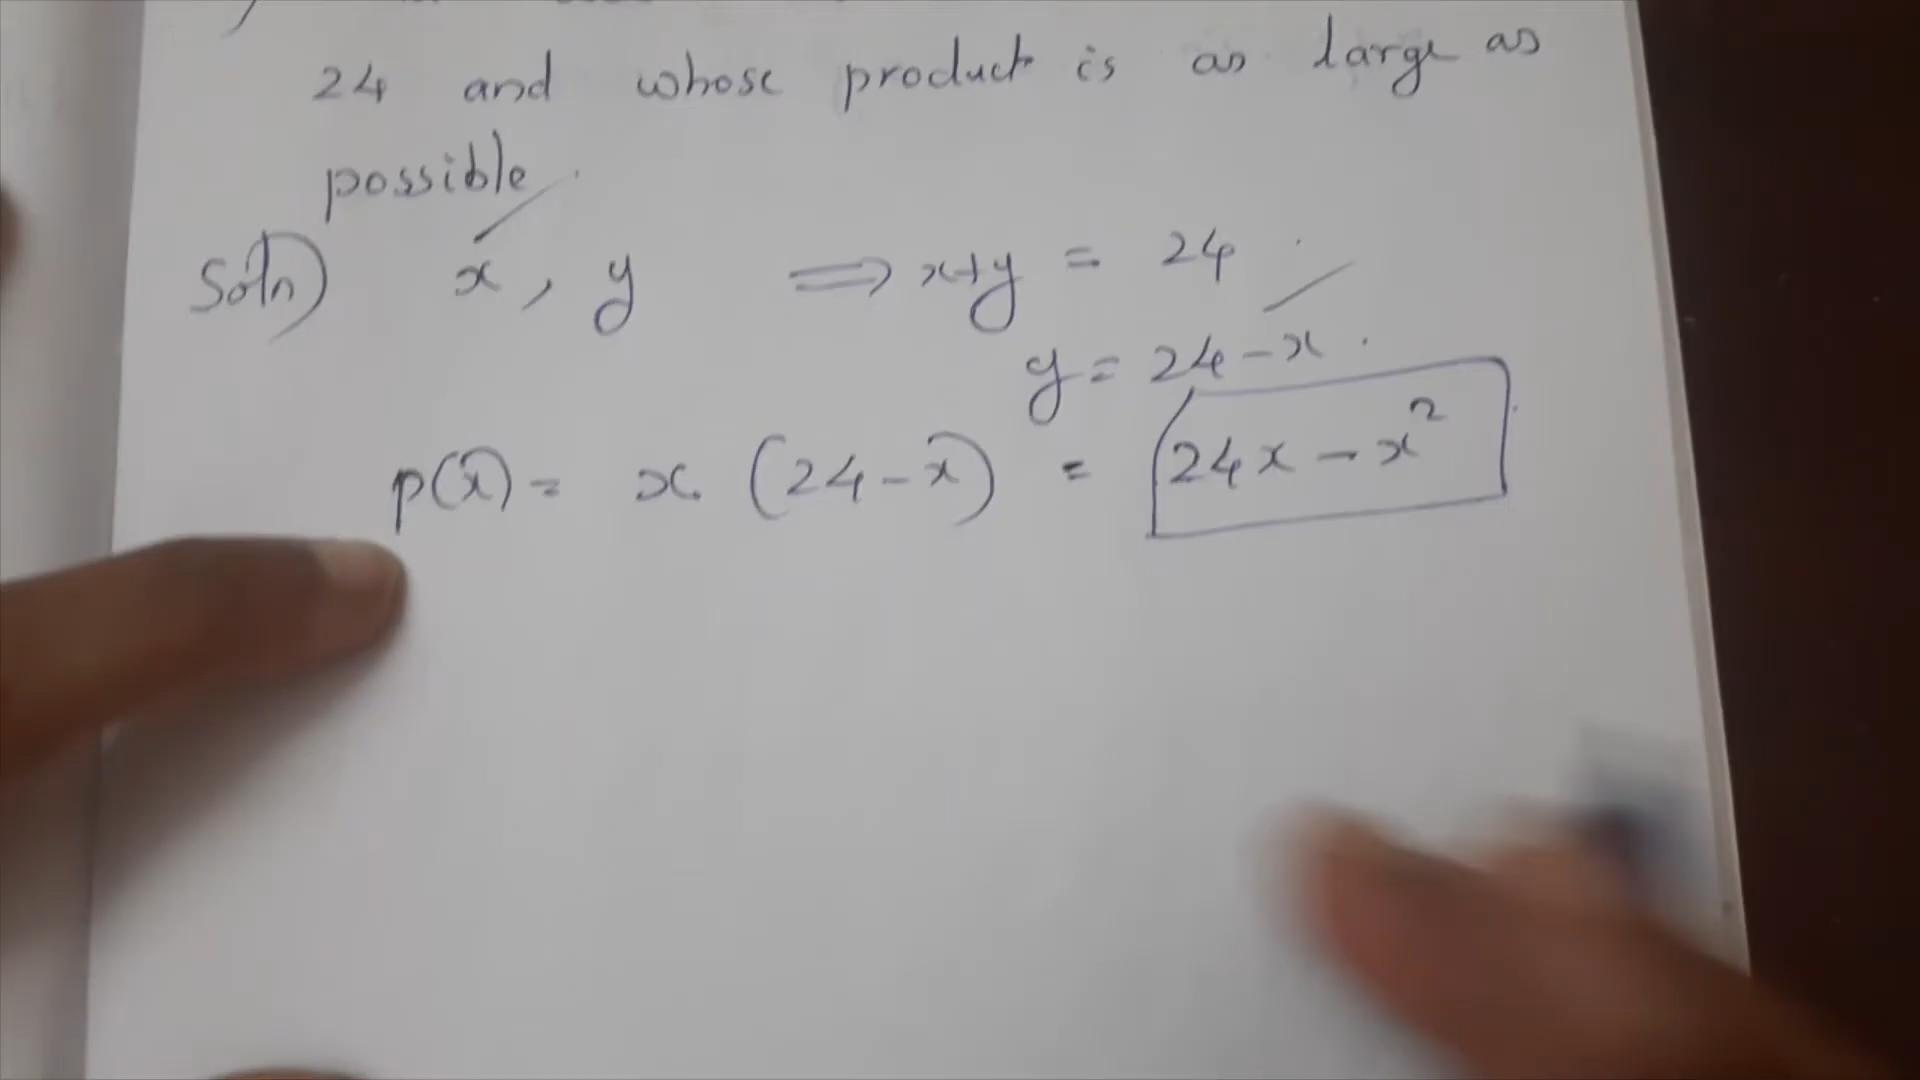 24 and whose product is as large as
possible.
Soln) x, y ⟹ x+y = 24
y = 24-x.
p(x) = x (24-x) = 24x - x²